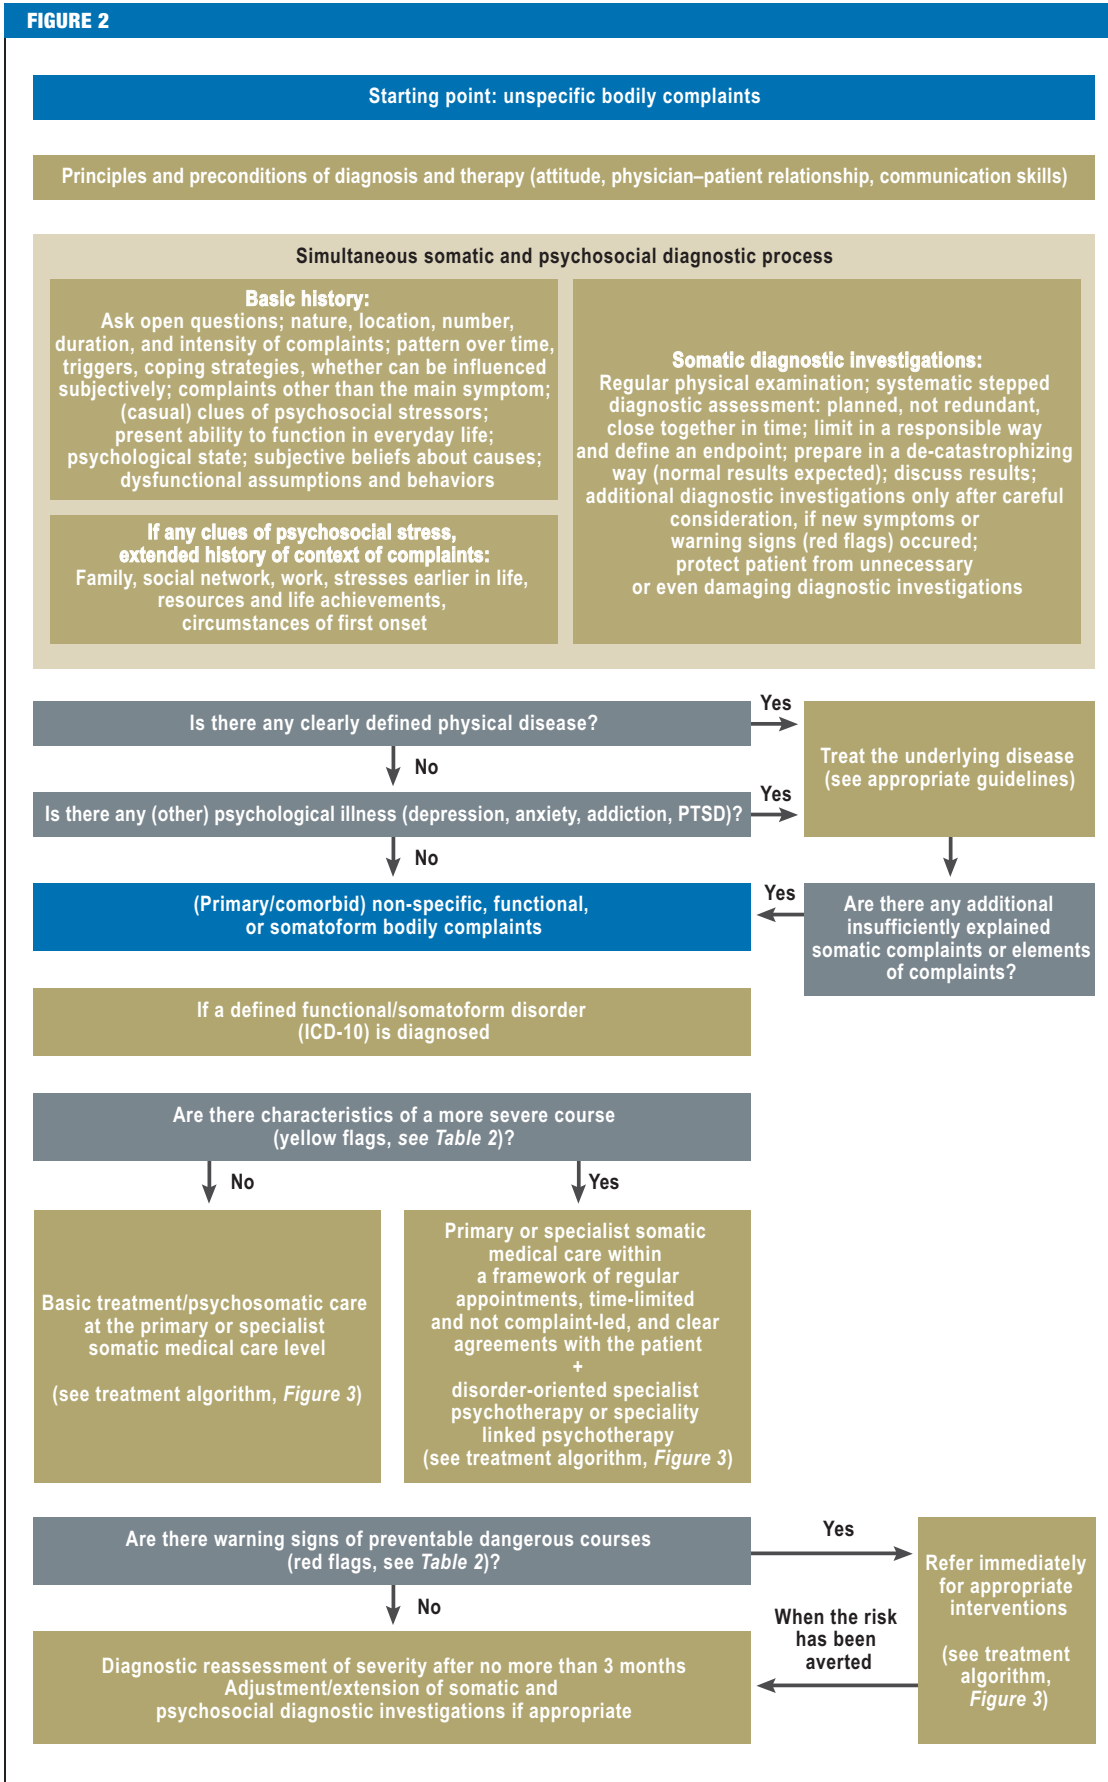 FIGURE 2
Starting point: unspecific bodily complaints
Principles and preconditions of diagnosis and therapy (attitude, physician–patient relationship, communication skills)
Simultaneous somatic and psychosocial diagnostic process
Basic history:
Ask open questions; nature, location, number,
duration, and intensity of complaints; pattern over time,
triggers, coping strategies, whether can be influenced
subjectively; complaints other than the main symptom;
(casual) clues of psychosocial stressors;
present ability to function in everyday life;
psychological state; subjective beliefs about causes;
dysfunctional assumptions and behaviors
If any clues of psychosocial stress,
extended history of context of complaints:
Family, social network, work, stresses earlier in life,
resources and life achievements,
circumstances of first onset
Somatic diagnostic investigations:
Regular physical examination; systematic stepped
diagnostic assessment: planned, not redundant,
close together in time; limit in a responsible way
and define an endpoint; prepare in a de-catastrophizing
way (normal results expected); discuss results;
additional diagnostic investigations only after careful
consideration, if new symptoms or
warning signs (red flags) occured;
protect patient from unnecessary
or even damaging diagnostic investigations
Is there any clearly defined physical disease?
Yes
Treat the underlying disease
(see appropriate guidelines)
No
Is there any (other) psychological illness (depression, anxiety, addiction, PTSD)?
Yes
No
(Primary/comorbid) non-specific, functional,
or somatoform bodily complaints
Yes
Are there any additional
insufficiently explained
somatic complaints or elements
of complaints?
If a defined functional/somatoform disorder
(ICD-10) is diagnosed
Are there characteristics of a more severe course
(yellow flags, see Table 2)?
No
Yes
Basic treatment/psychosomatic care
at the primary or specialist
somatic medical care level
(see treatment algorithm, Figure 3)
Primary or specialist somatic
medical care within
a framework of regular
appointments, time-limited
and not complaint-led, and clear
agreements with the patient
+
disorder-oriented specialist
psychotherapy or speciality
linked psychotherapy
(see treatment algorithm, Figure 3)
Are there warning signs of preventable dangerous courses
(red flags, see Table 2)?
Yes
Refer immediately
for appropriate
interventions
(see treatment
algorithm,
Figure 3)
No
When the risk
has been
averted
Diagnostic reassessment of severity after no more than 3 months
Adjustment/extension of somatic and
psychosocial diagnostic investigations if appropriate